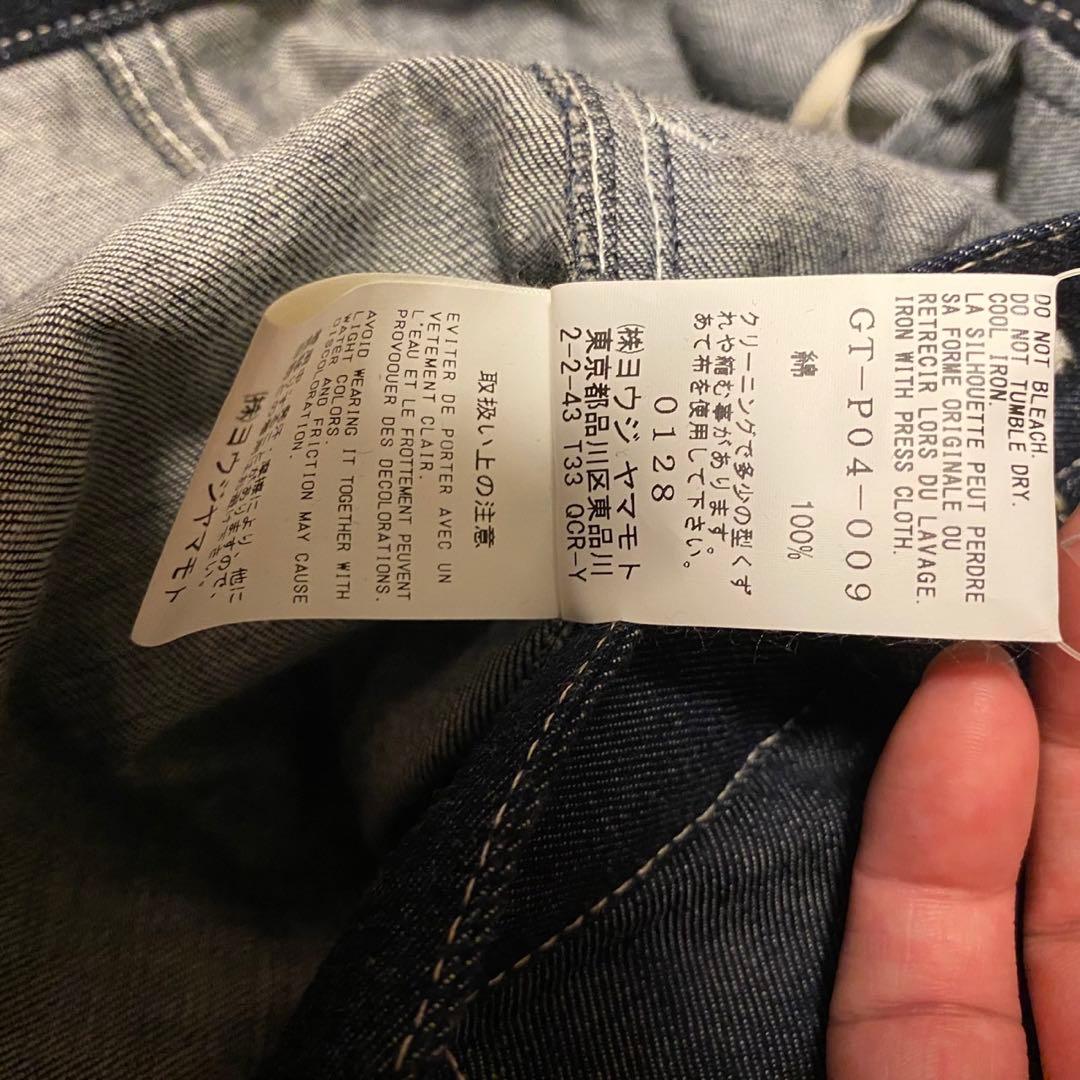 DO NOT BLEACH.
DO NOT TUMBLE DRY.
COOL IRON.
LA SILHOUETTE PEUT PERDRE
SA FORME ORIGINALE OU
RETRECIR LORS DU LAVAGE.
IRON WITH PRESS CLOTH.
GT-P04-009
綿 100%
クリーニングで多少の型くず
れや縮む事があります。
あて布を使用して下さい。
0128
(株)ヨウジヤマモト
東京都品川区東品川
2-2-43 T33 QCR-Y
取扱い上の注意
EVITER DE PORTER AVEC UN
VETEMENT CLAIR.
L'EAU ET LE FROTTEMENT PEUVENT
PROVOQUER DES DECOLORATIONS.
AVOID WEARING IT TOGETHER WITH
LIGHT COLORS.
WATER AND FRICTION MAY CAUSE
DISCOLORATION.
(株)ヨウジヤマモト